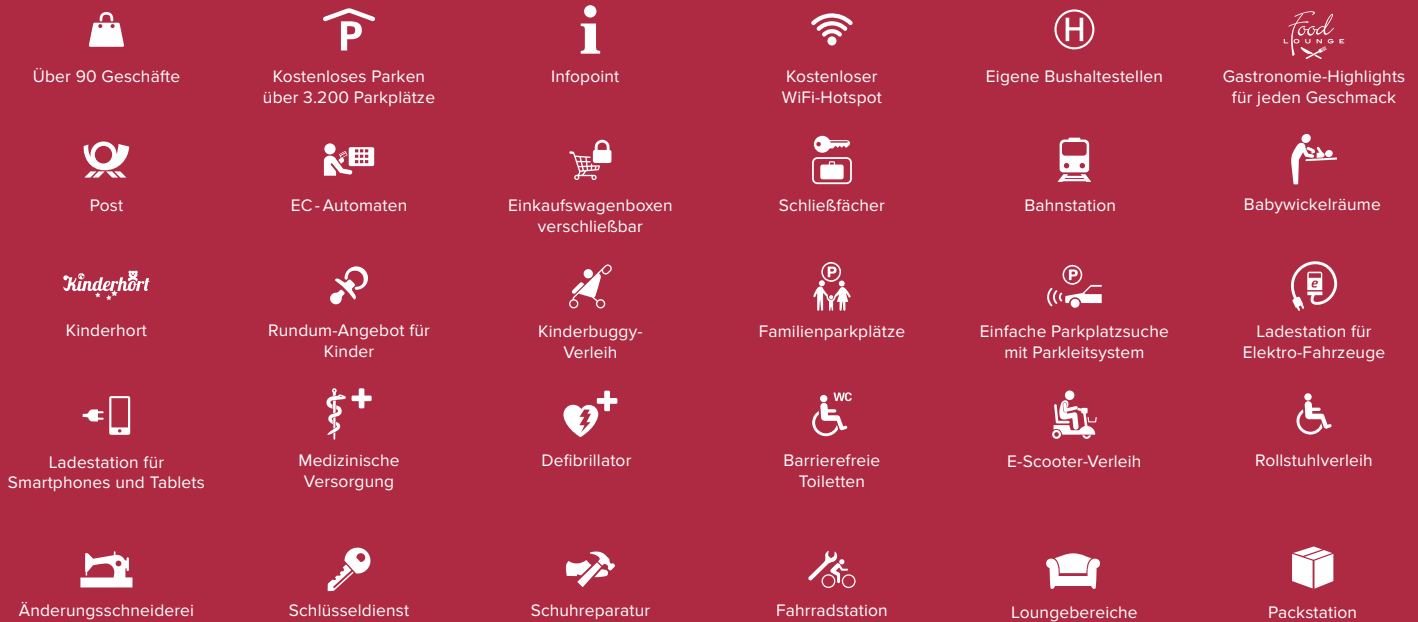 P
H
Food
LOUNGE
Über 90 Geschäfte
Kostenloses Parken
über 3.200 Parkplätze
Infopoint
Kostenloser
WiFi-Hotspot
Eigene Bushaltestellen
Gastronomie-Highlights
für jeden Geschmack
Post
EC-Automaten
Einkaufswagenboxen
verschließbar
Schließfächer
Bahnstation
Babywickelräume
Kinderhort
P
P
e
Kinderhort
Rundum-Angebot für
Kinder
Kinderbuggy-
Verleih
Familienparkplätze
Einfache Parkplatzsuche
mit Parkleitsystem
Ladestation für
Elektro-Fahrzeuge
WC
Ladestation für
Smartphones und Tablets
Medizinische
Versorgung
Defibrillator
Barrierefreie
Toiletten
E-Scooter-Verleih
Rollstuhlverleih
Änderungsschneiderei
Schlüsseldienst
Schuhreparatur
Fahrradstation
Loungebereiche
Packstation